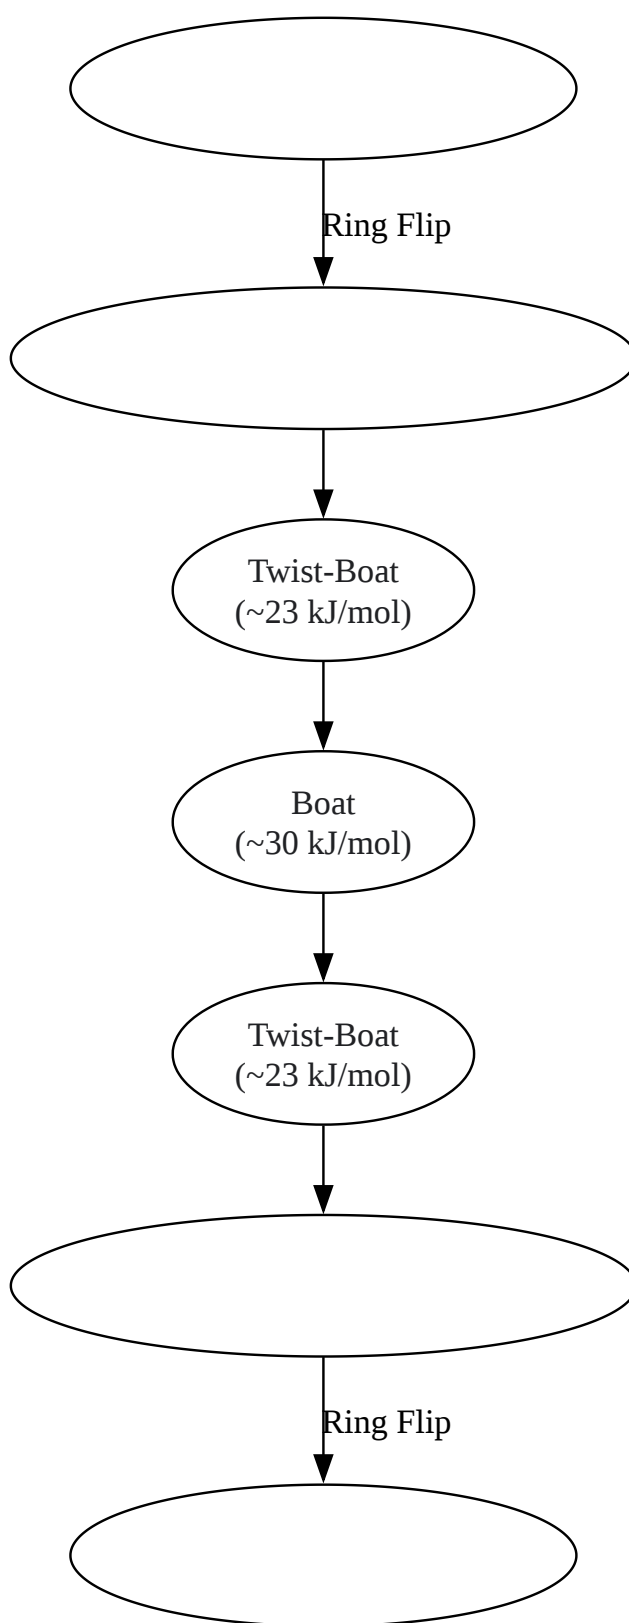 Ring Flip
Twist-Boat
(~23 kJ/mol)
Boat
(~30 kJ/mol)
Twist-Boat
(~23 kJ/mol)
Ring Flip